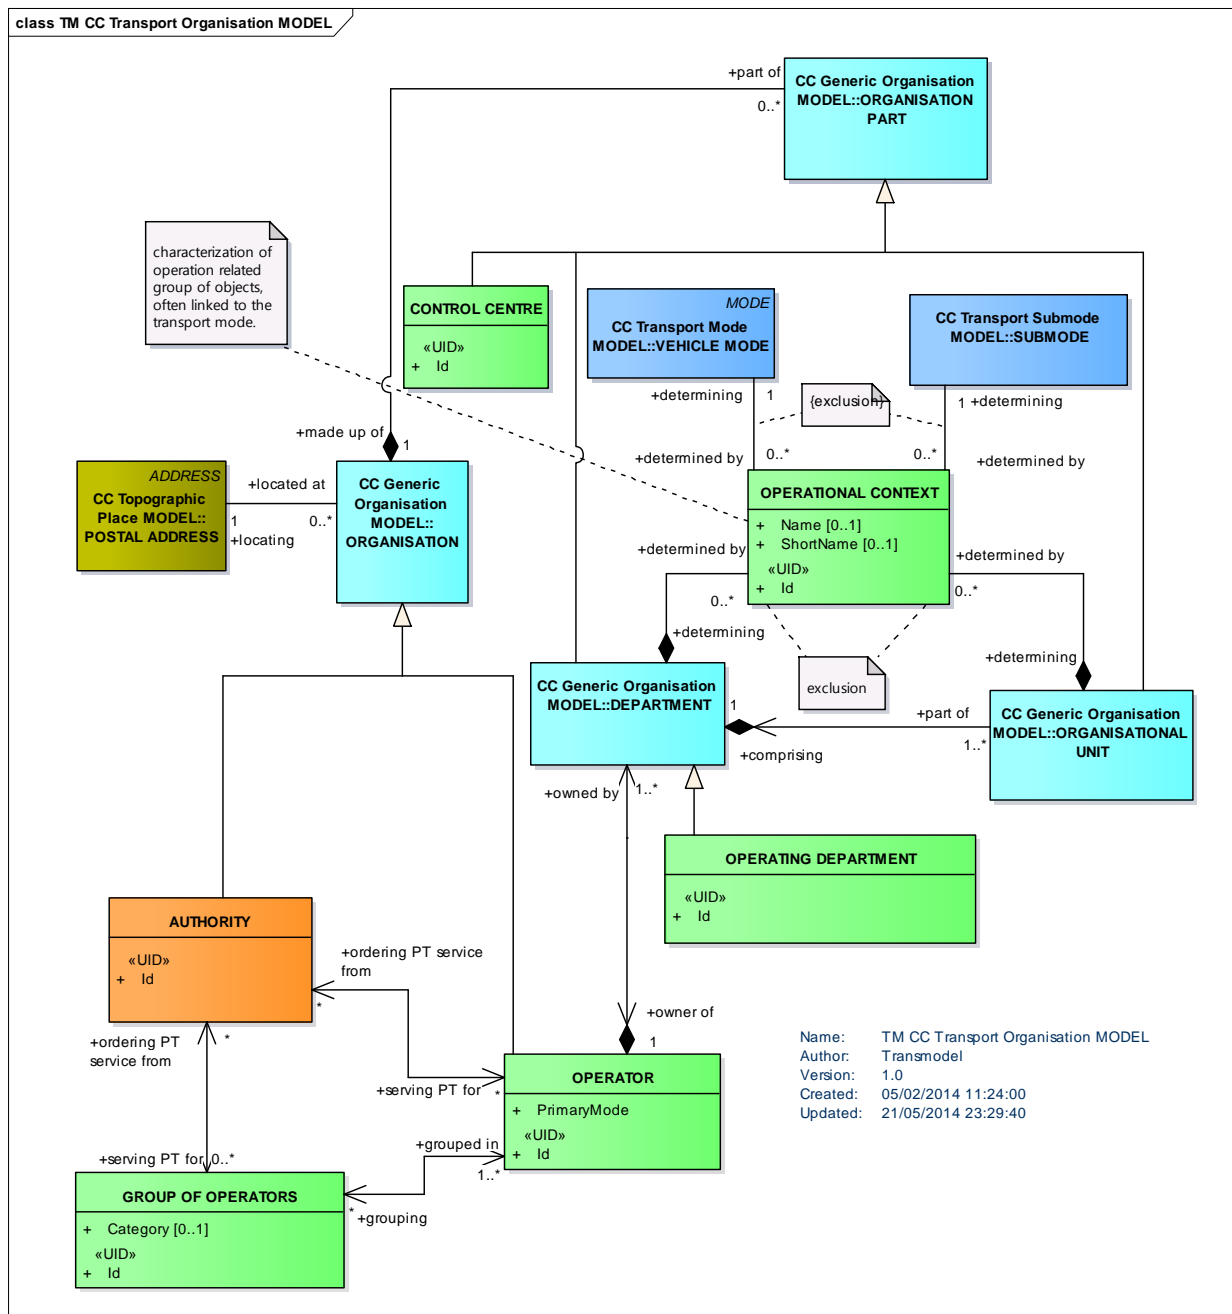 class TM CC Transport Organisation MODEL
+part of
0..*
CC Generic Organisation
MODEL::ORGANISATION
PART
characterization of
operation related
group of objects,
often linked to the
transport mode.
CONTROL CENTRE
«UID»
+ Id
MODE
CC Transport Mode
MODEL::VEHICLE MODE
CC Transport Submode
MODEL::SUBMODE
+determining
1
{exclusion}
1
+determining
+made up of
1
+determined by
0..*
0..*
+determined by
ADDRESS
CC Topographic
Place MODEL::
POSTAL ADDRESS
+located at
1
0..*
+locating
CC Generic
Organisation
MODEL::
ORGANISATION
OPERATIONAL CONTEXT
+ Name [0..1]
+ ShortName [0..1]
«UID»
+ Id
+determined by
0..*
+determining
+determined by
0..*
+determining
exclusion
CC Generic Organisation
MODEL::DEPARTMENT
1
+comprising
+part of
1..*
CC Generic Organisation
MODEL::ORGANISATIONAL
UNIT
+owned by
1..*
OPERATING DEPARTMENT
«UID»
+ Id
AUTHORITY
«UID»
+ Id
+ordering PT service
from
*
+ordering PT
service from
*
+owner of
1
+serving PT for
*
OPERATOR
+ PrimaryMode
«UID»
+ Id
+grouped in
1..*
+serving PT for
0..*
GROUP OF OPERATORS
+ Category [0..1]
«UID»
+ Id
*
+grouping
Name: TM CC Transport Organisation MODEL
Author: Transmodel
Version: 1.0
Created: 05/02/2014 11:24:00
Updated: 21/05/2014 23:29:40